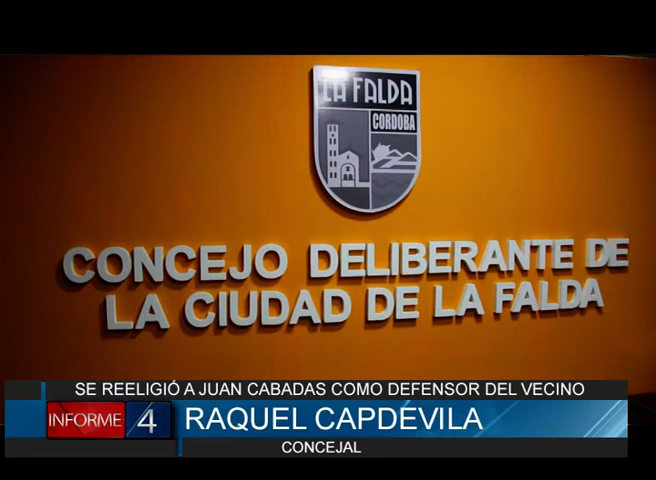 LA FALDA
CORDOBA
CONCEJO DELIBERANTE DE
LA CIUDAD DE LA FALDA
SE REELIGIÓ A JUAN CABADAS COMO DEFENSOR DEL VECINO
INFORME 4
RAQUEL CAPDEVILA
CONCEJAL